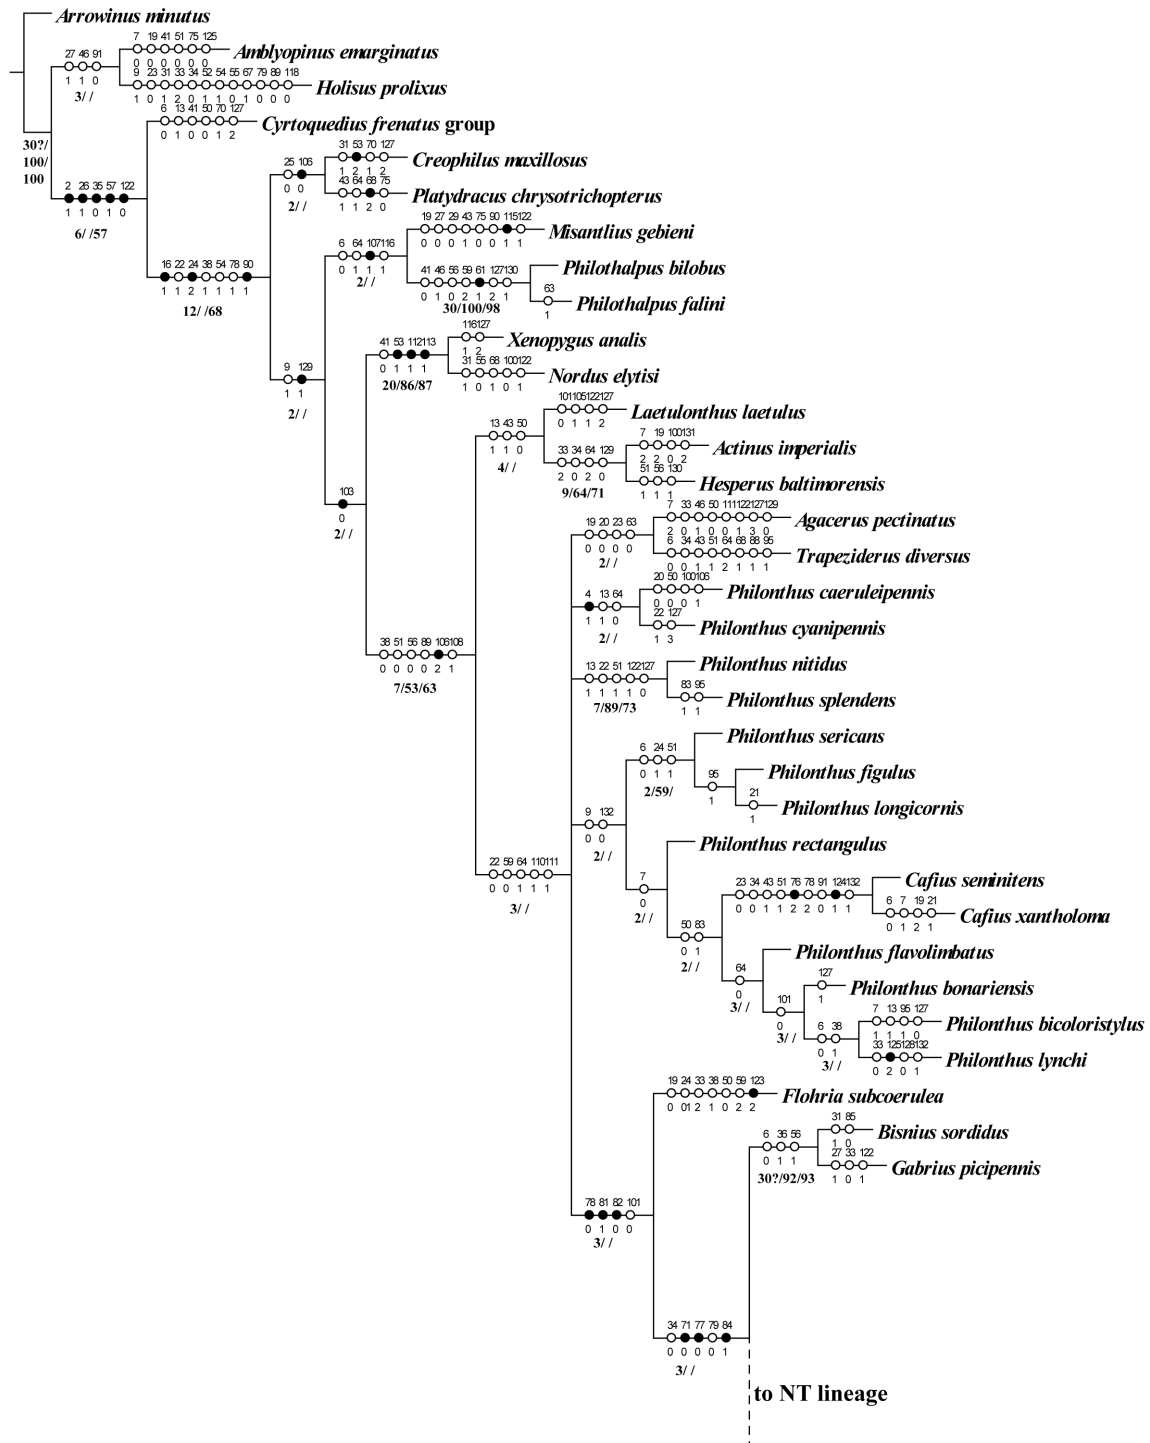 Arrowinus minutus
7 19 41 51 75 125
0 0 0 0 0 0
Amblyopinus emarginatus
27 46 91
1 1 0
3/ /
9 23 31 33 34 52 54 55 67 79 89 118
1 0 1 2 0 1 1 0 1 0 0 0
Holisus prolixus
30?/
100/
100
6 13 41 50 70 127
0 1 0 0 1 2
Cyrtoquedius frenatus group
2 26 35 57 122
1 1 0 1 0
6/ /57
31 53 70 127
1 2 1 2
Creophilus maxillosus
25 106
0 0
2/ /
43 64 68 75
1 1 2 0
Platydracus chrysotrichopterus
16 22 24 38 54 78 90
1 1 2 1 1 1 1
12/ /68
19 27 29 43 75 90 115 122
0 0 0 1 0 0 1 1
Misantlius gebieni
6 64 107 116
0 1 1 1
2/ /
41 46 56 59 61 127 130
0 1 0 2 1 2 1
30/100/98
Philothalpus bilobus
63
1
Philothalpus falini
9 129
1 1
2/ /
116 127
1 2
Xenopygus analis
41 53 112 113
0 1 1 1
20/86/87
31 55 68 100 122
1 0 1 0 1
Nordus elytisi
103
0
2/ /
101 105 122 127
0 1 1 2
Laetulonthus laetulus
13 43 50
1 1 0
4/ /
33 34 64 129
2 0 2 0
9/64/71
7 19 100 131
2 2 0 2
Actinus imperialis
51 56 130
1 1 1
Hesperus baltimorensis
38 51 56 89 106 108
0 0 0 0 2 1
7/53/63
7 33 46 50 111 122 127 129
2 0 1 0 0 1 3 0
Agacerus pectinatus
19 20 23 63
0 0 0 0
2/ /
6 34 43 51 64 68 88 95
0 0 1 1 2 1 1 1
Trapeziderus diversus
20 50 100 106
0 0 0 1
Philonthus caeruleipennis
4 13 64
1 1 0
2/ /
22 127
1 3
Philonthus cyanipennis
13 22 51 122 127
1 1 1 1 0
7/89/73
Philonthus nitidus
83 95
1 1
Philonthus splendens
22 59 64 110 111
0 0 1 1 1
3/ /
6 24 51
0 1 1
2/59/
Philonthus sericans
95
1
Philonthus figulus
21
1
Philonthus longicornis
9 132
0 0
2/ /
7
0
2/ /
Philonthus rectangulus
50 83
0 1
2/ /
23 34 43 51 76 78 91 124 132
0 0 1 1 2 2 0 1 1
Cafius seminitens
6 7 19 21
0 1 2 1
Cafius xantholoma
64
0
3/ /
Philonthus flavolimbatus
101
0
3/ /
127
1
Philonthus bonariensis
6 38
0 1
3/ /
7 13 95 127
1 1 1 0
Philonthus bicoloristylus
33 125 128 132
0 2 0 1
Philonthus lynchi
19 24 33 38 50 59 123
0 01 2 1 0 2 2
Flohria subcoerulea
78 81 82 101
0 1 0 0
3/ /
6 36 56
0 1 1
30?/92/93
31 85
1 0
Bisnius sordidus
27 33 122
1 0 1
Gabrius picipennis
34 71 77 79 84
0 0 0 0 1
3/ /
to NT lineage